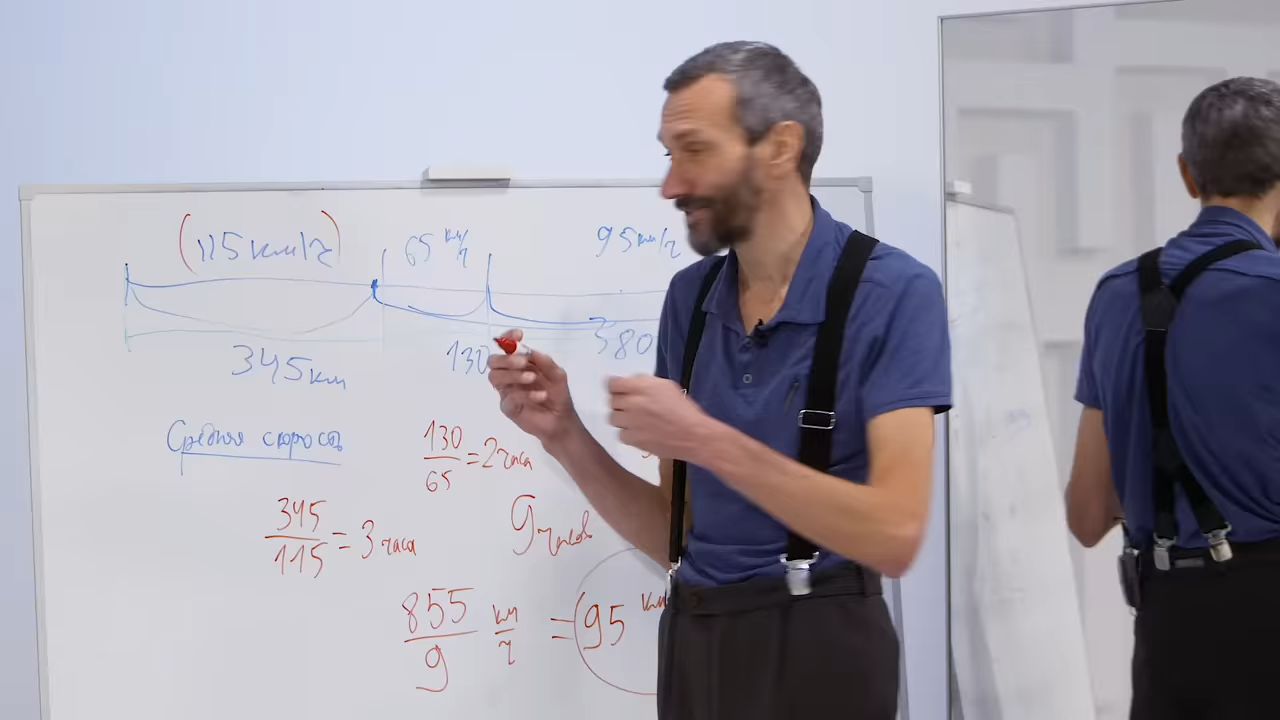 (115 км/ч) 65 км/ч 95 км/ч
345 км 130 380
Средняя скорость
130
65
= 2 часа
345
115
= 3 часа
9 часов
855
9
км
ч
= 95 км